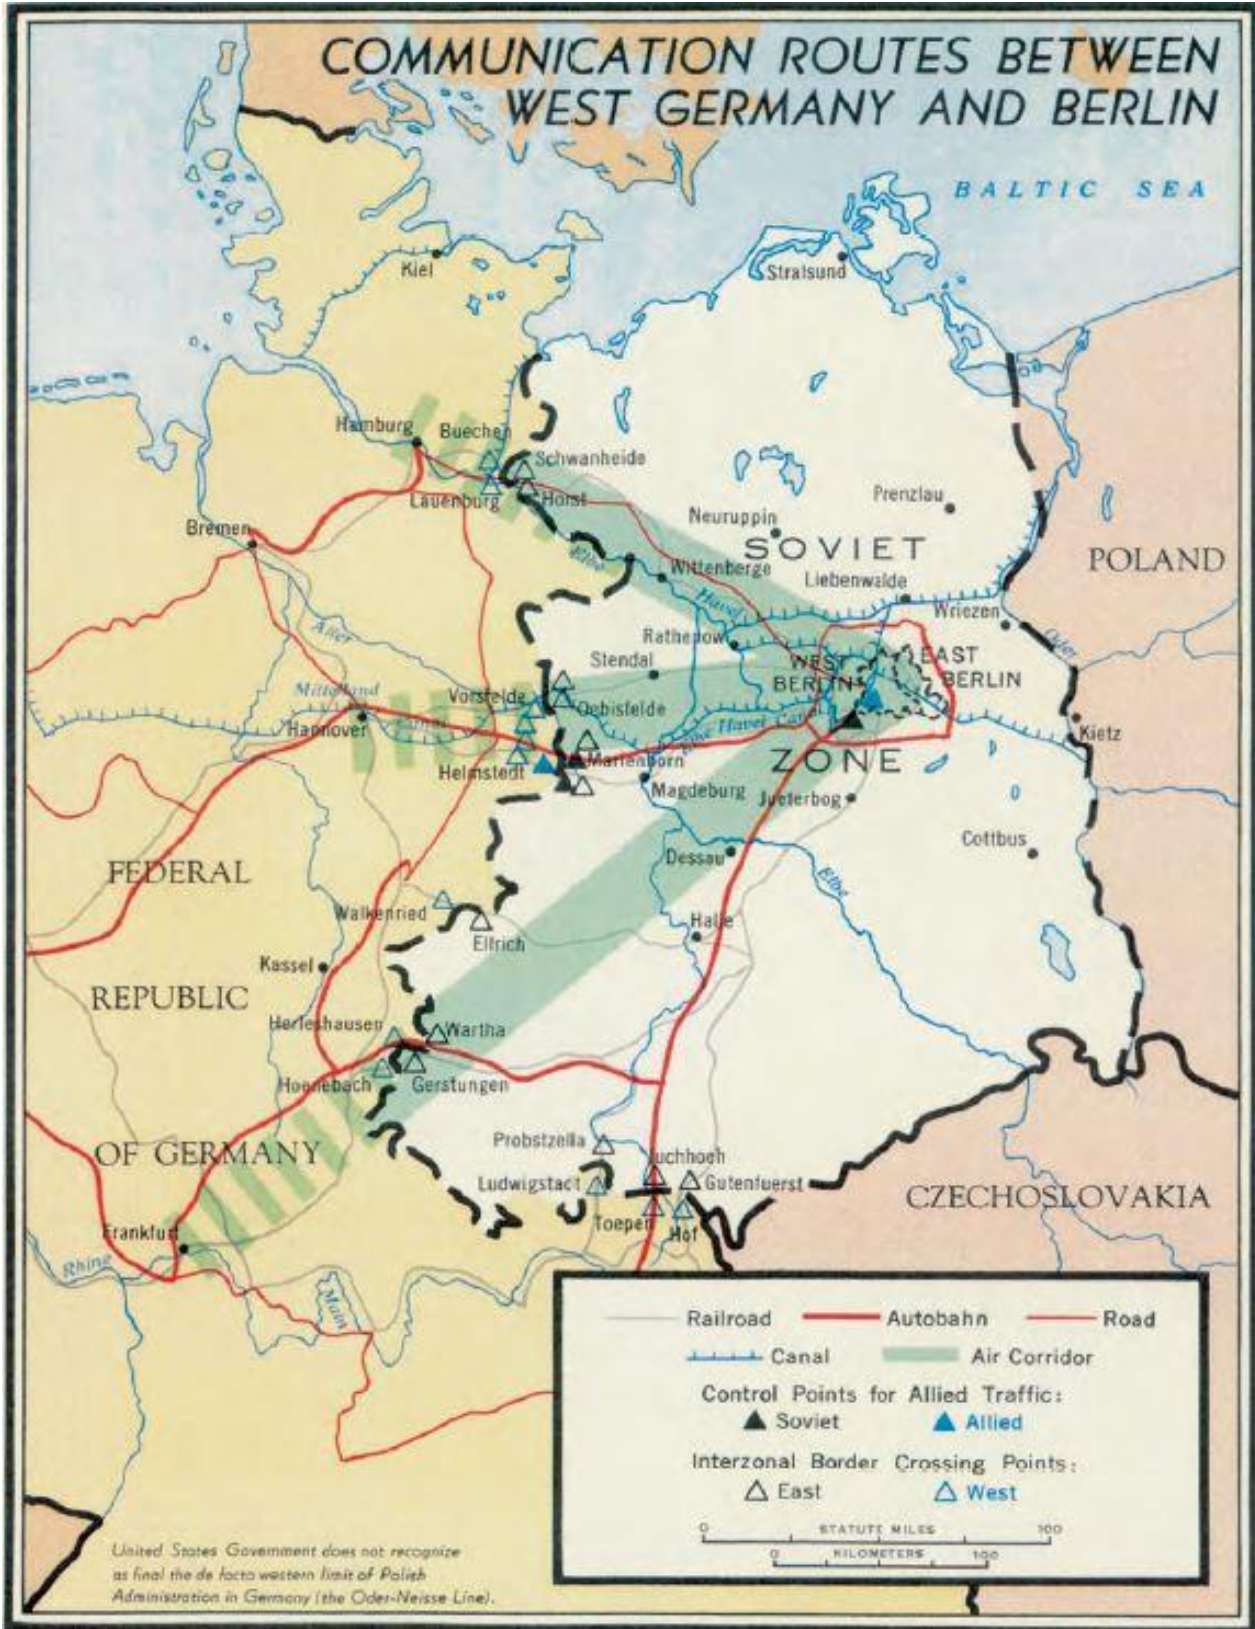 COMMUNICATION ROUTES BETWEEN
WEST GERMANY AND BERLIN
BALTIC SEA
Kiel
Stralsund
Hamburg
Buechen
Schwanheide
Lauenburg
Horst
Prenzlau
Bremen
Neuruppin
SOVIET
POLAND
Elbe
Wittenberge
Liebenwalde
Havel
Wriezen
Aller
Rathenow
Oder
Stendal
WEST
BERLIN
EAST
BERLIN
Mittelland
Vorsfelde
Oebisfelde
Canal
Hannover
Havel Canal
Kietz
Helmstedt
Marienborn
ZONE
Magdeburg
Jueterbog
Cottbus
Dessau
FEDERAL
Elbe
Walkenried
Halle
Ellrich
Kassel
REPUBLIC
Herleshausen
Wartha
Hoenebach
Gerstungen
Probstzella
OF GERMANY
Juchhoeh
Ludwigstadt
Gutenfuerst
CZECHOSLOVAKIA
Toepen
Hof
Frankfurt
Rhine
Main
Railroad
Autobahn
Road
Canal
Air Corridor
Control Points for Allied Traffic:
Soviet
Allied
Interzonal Border Crossing Points:
East
West
0 STATUTE MILES 100
0 KILOMETERS 100
United States Government does not recognize
as final the de facto western limit of Polish
Administration in Germany (the Oder-Neisse Line).